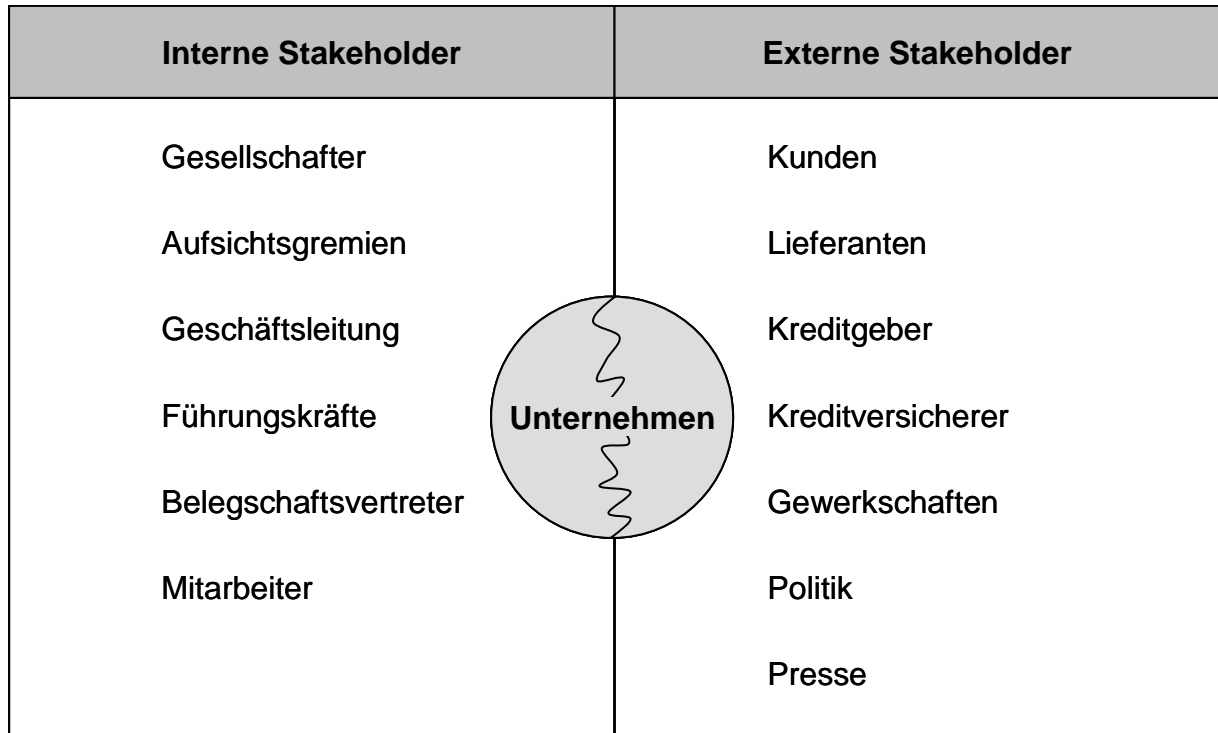 Interne Stakeholder
Externe Stakeholder
Gesellschafter
Kunden
Aufsichtsgremien
Lieferanten
Geschäftsleitung
Kreditgeber
Führungskräfte
Unternehmen
Kreditversicherer
Belegschaftsvertreter
Gewerkschaften
Mitarbeiter
Politik
Presse